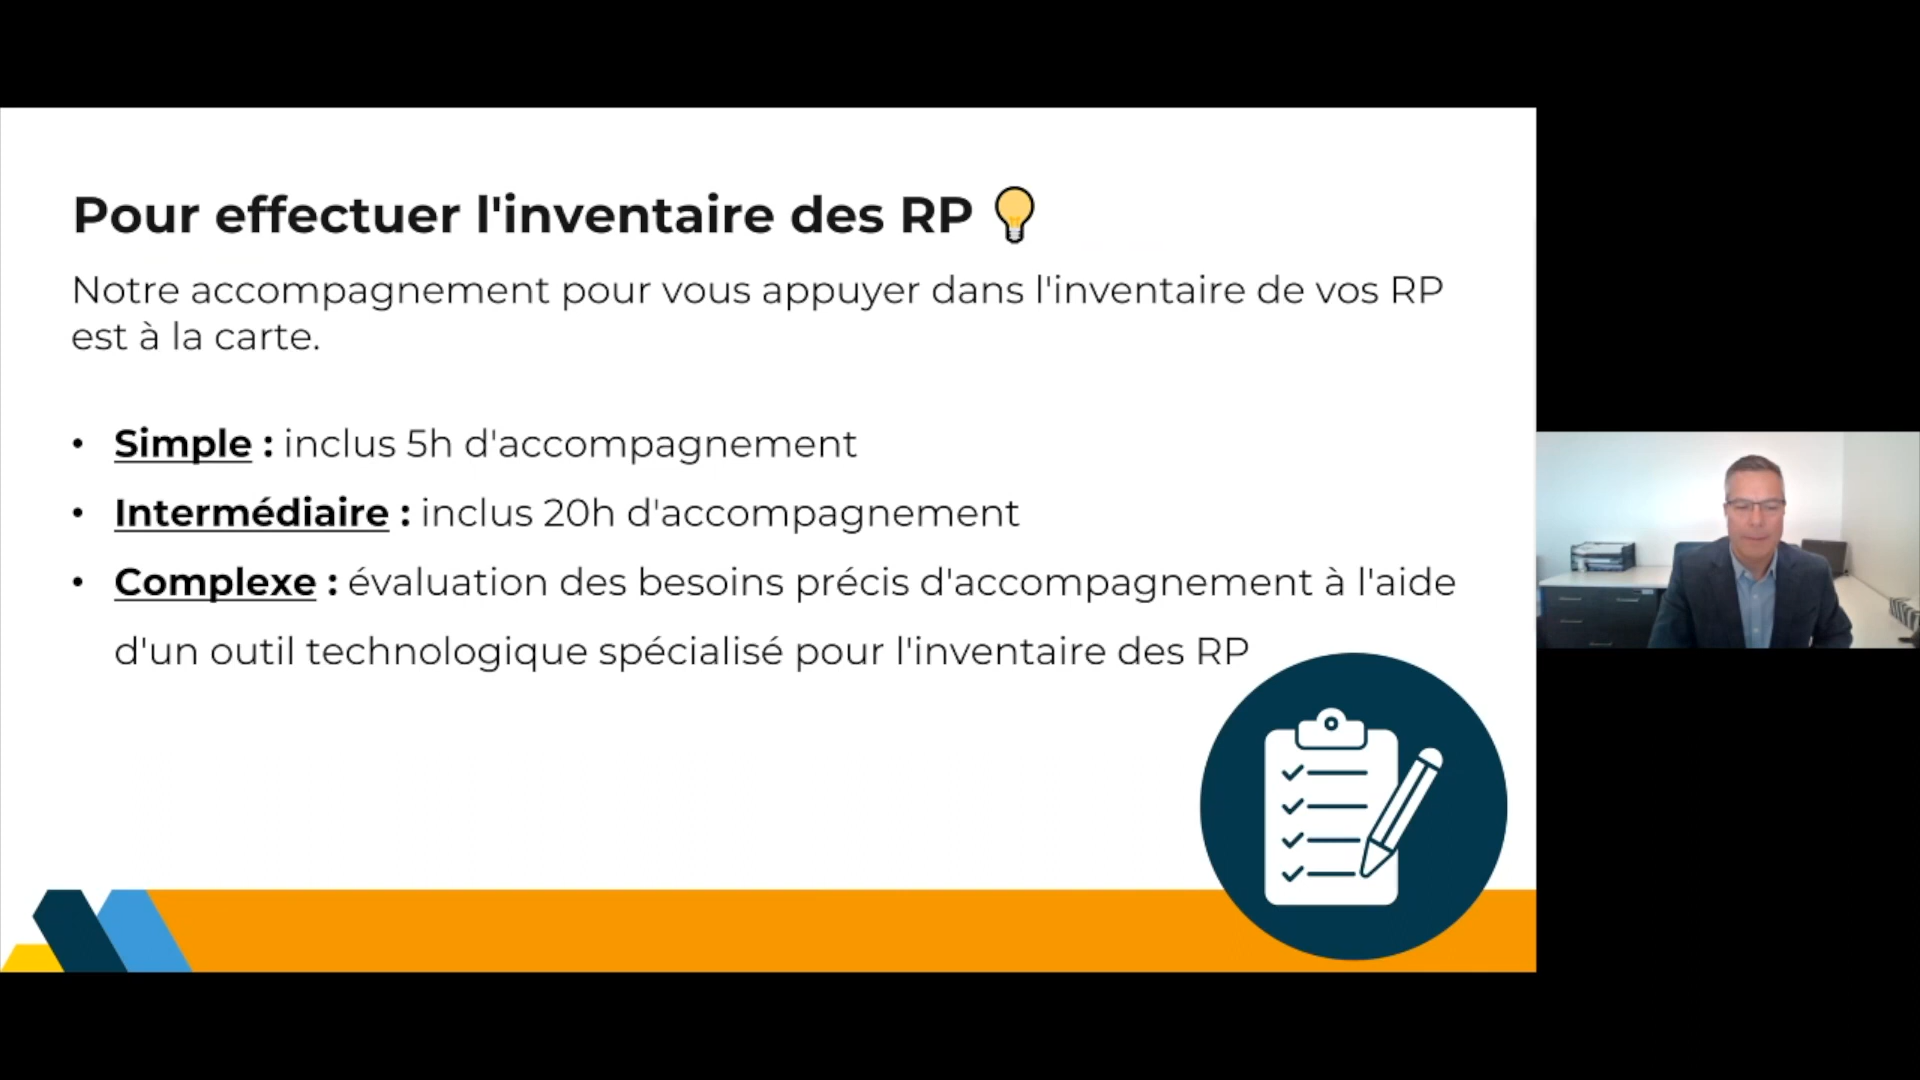 Pour effectuer l'inventaire des RP
Notre accompagnement pour vous appuyer dans l'inventaire de vos RP
est à la carte.
• Simple : inclus 5h d'accompagnement
• Intermédiaire : inclus 20h d'accompagnement
• Complexe : évaluation des besoins précis d'accompagnement à l'aide
d'un outil technologique spécialisé pour l'inventaire des RP